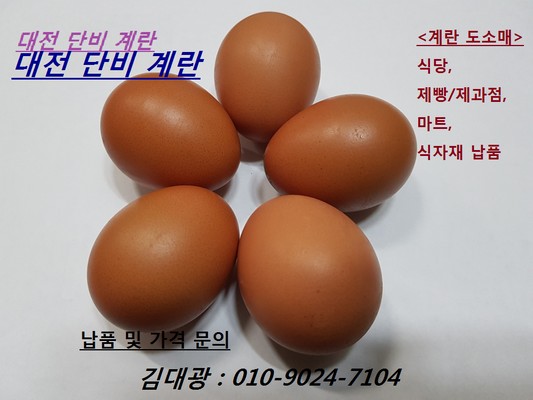 대전 단비 계란
대전 단비 계란
<계란 도소매>
식당,
제빵/제과점,
마트,
식자재 납품
납품 및 가격 문의
김대광 : 010-9024-7104